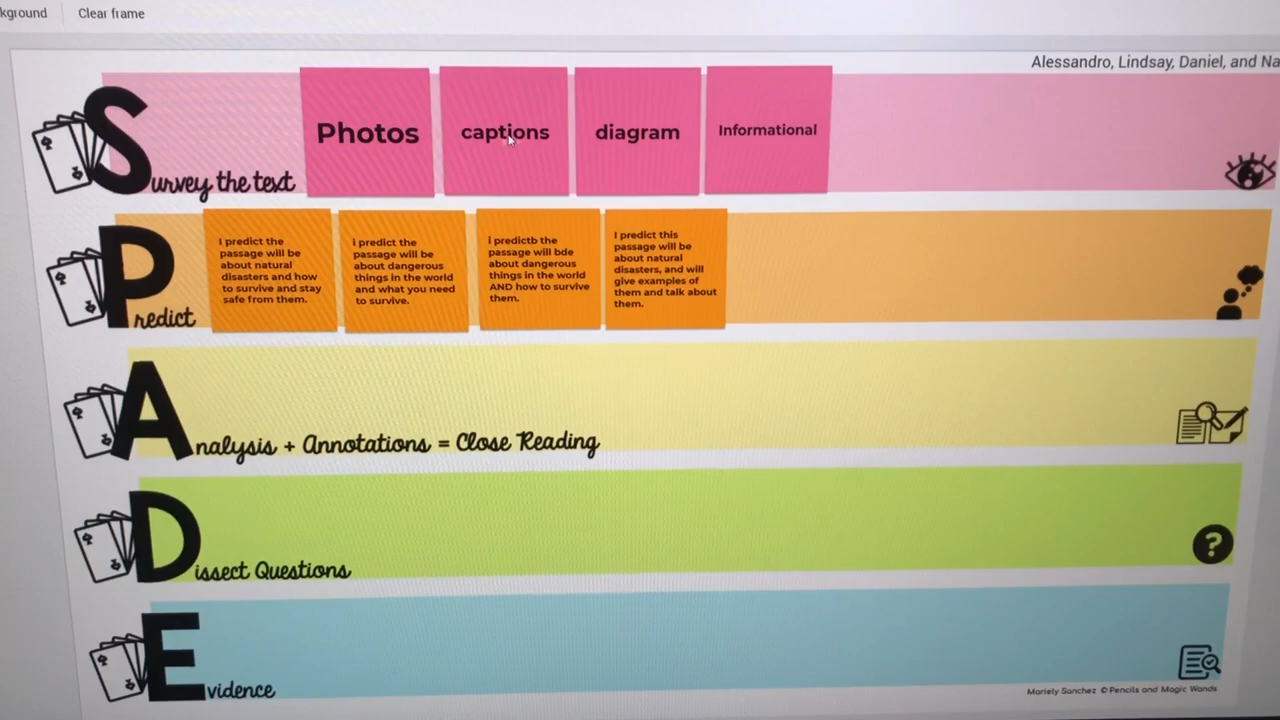 kground
Clear frame
Alessandro, Lindsay, Daniel, and Na
Photos
captions
diagram
Informational
Survey the text
I predict the
passage will be
about natural
disasters and how
to survive and stay
safe from them.
i predict the
passage will be
about dangerous
things in the world
and what you need
to survive.
i predictb the
passage will bde
about dangerous
things in the world
AND how to survive
them.
I predict this
passage will be
about natural
disasters, and will
give examples of
them and talk about
them.
Predict
Analysis + Annotations = Close Reading
Dissect Questions
?
Evidence
Mariely Sanchez © Pencils and Magic Wands